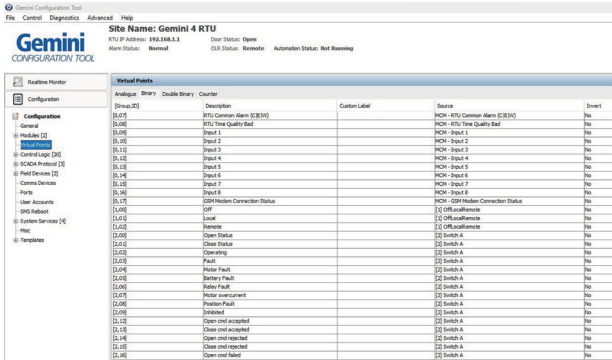 Gemini Configuration Tool
File Control Diagnostics Advanced Help
Gemini
CONFIGURATION TOOL
Site Name: Gemini 4 RTU
RTU IP Address: 192.168.1.1 Door Status: Open
Alarm Status: Normal OLR Status: Remote Automation Status: Not Running
Realtime Monitor
Configuration
Configuration
General
Modules [2]
Virtual Points
Control Logic [20]
SCADA Protocol [3]
Field Devices [2]
Comms Devices
Ports
User Accounts
SMS Reboot
System Services [4]
Misc
Templates
Virtual Points
Analogue Binary Double Binary Counter
[Group,ID] Description Custom Label Source Invert
[0,07] RTU Common Alarm (C|E|W) MCM - RTU Common Alarm (C|E|W) No
[0,08] RTU Time Quality Bad MCM - RTU Time Quality Bad No
[0,09] Input 1 MCM - Input 1 No
[0,10] Input 2 MCM - Input 2 No
[0,11] Input 3 MCM - Input 3 No
[0,12] Input 4 MCM - Input 4 No
[0,13] Input 5 MCM - Input 5 No
[0,14] Input 6 MCM - Input 6 No
[0,15] Input 7 MCM - Input 7 No
[0,16] Input 8 MCM - Input 8 No
[0,17] GSM Modem Connection Status MCM - GSM Modem Connection Status No
[1,00] Off [1] OffLocalRemote No
[1,01] Local [1] OffLocalRemote No
[1,02] Remote [1] OffLocalRemote No
[2,00] Open Status [2] Switch A No
[2,01] Close Status [2] Switch A No
[2,02] Operating [2] Switch A No
[2,03] Fault [2] Switch A No
[2,04] Motor Fault [2] Switch A No
[2,05] Battery Fault [2] Switch A No
[2,06] Relay Fault [2] Switch A No
[2,07] Motor overcurrent [2] Switch A No
[2,08] Position Fault [2] Switch A No
[2,09] Inhibited [2] Switch A No
[2,12] Open cmd accepted [2] Switch A No
[2,13] Close cmd accepted [2] Switch A No
[2,14] Open cmd rejected [2] Switch A No
[2,15] Close cmd rejected [2] Switch A No
[2,16] Open cmd failed [2] Switch A No